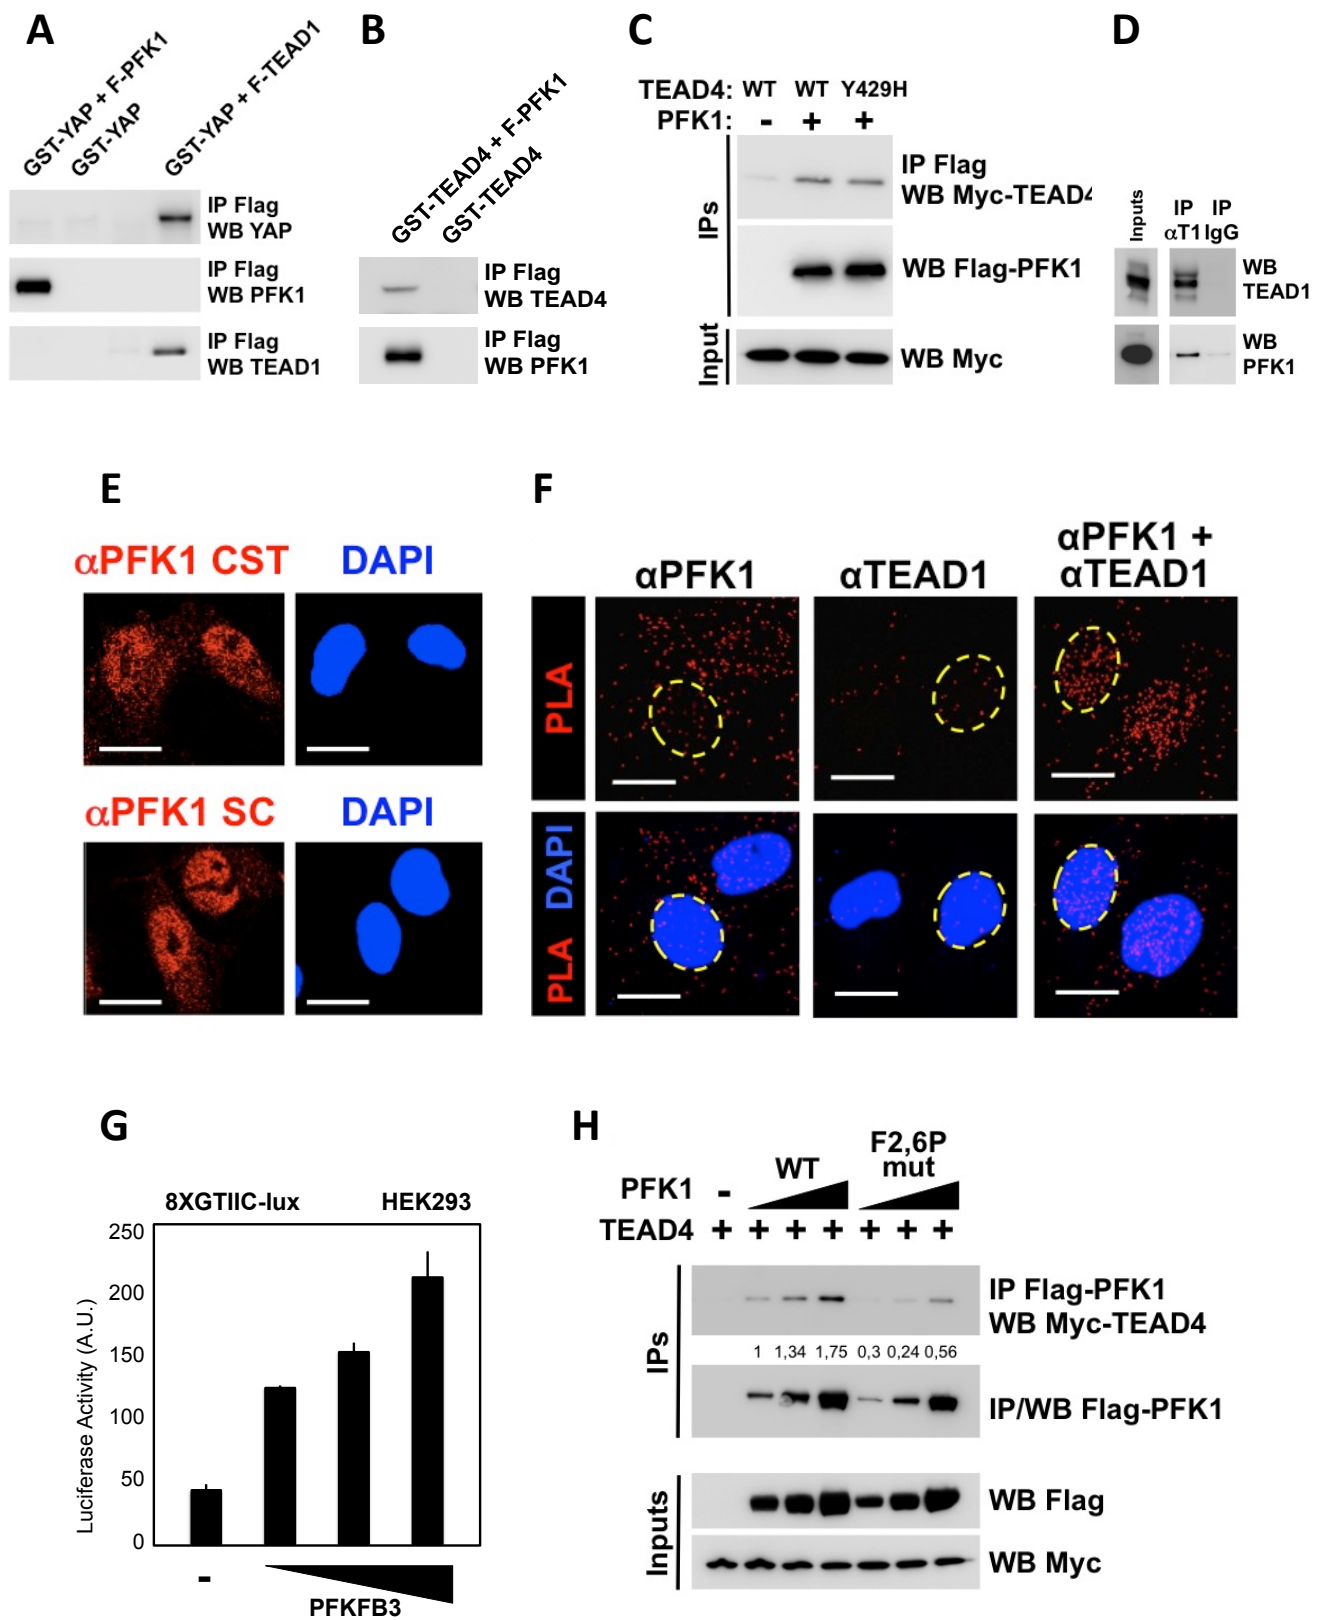 A
GST-YAP + F-PFK1
GST-YAP
GST-YAP + F-TEAD1
IP Flag
WB YAP
IP Flag
WB PFK1
IP Flag
WB TEAD1
B
GST-TEAD4 + F-PFK1
GST-TEAD4
IP Flag
WB TEAD4
IP Flag
WB PFK1
C
TEAD4: WT WT Y429H
PFK1: - + +
IPs
IP Flag
WB Myc-TEAD4
WB Flag-PFK1
Input
WB Myc
D
Inputs
IP IP
αT1 IgG
WB
TEAD1
WB
PFK1
E
αPFK1 CST DAPI
αPFK1 SC DAPI
F
αPFK1 αTEAD1 αPFK1 +
αTEAD1
PLA
PLA DAPI
G
8XGTIIC-lux HEK293
Luciferase Activity (A.U.)
250
200
150
100
50
0
-
PFKFB3
H
WT F2,6P
mut
PFK1 -
TEAD4 + + + + + + +
IPs
IP Flag-PFK1
WB Myc-TEAD4
1 1,34 1,75 0,3 0,24 0,56
IP/WB Flag-PFK1
Inputs
WB Flag
WB Myc